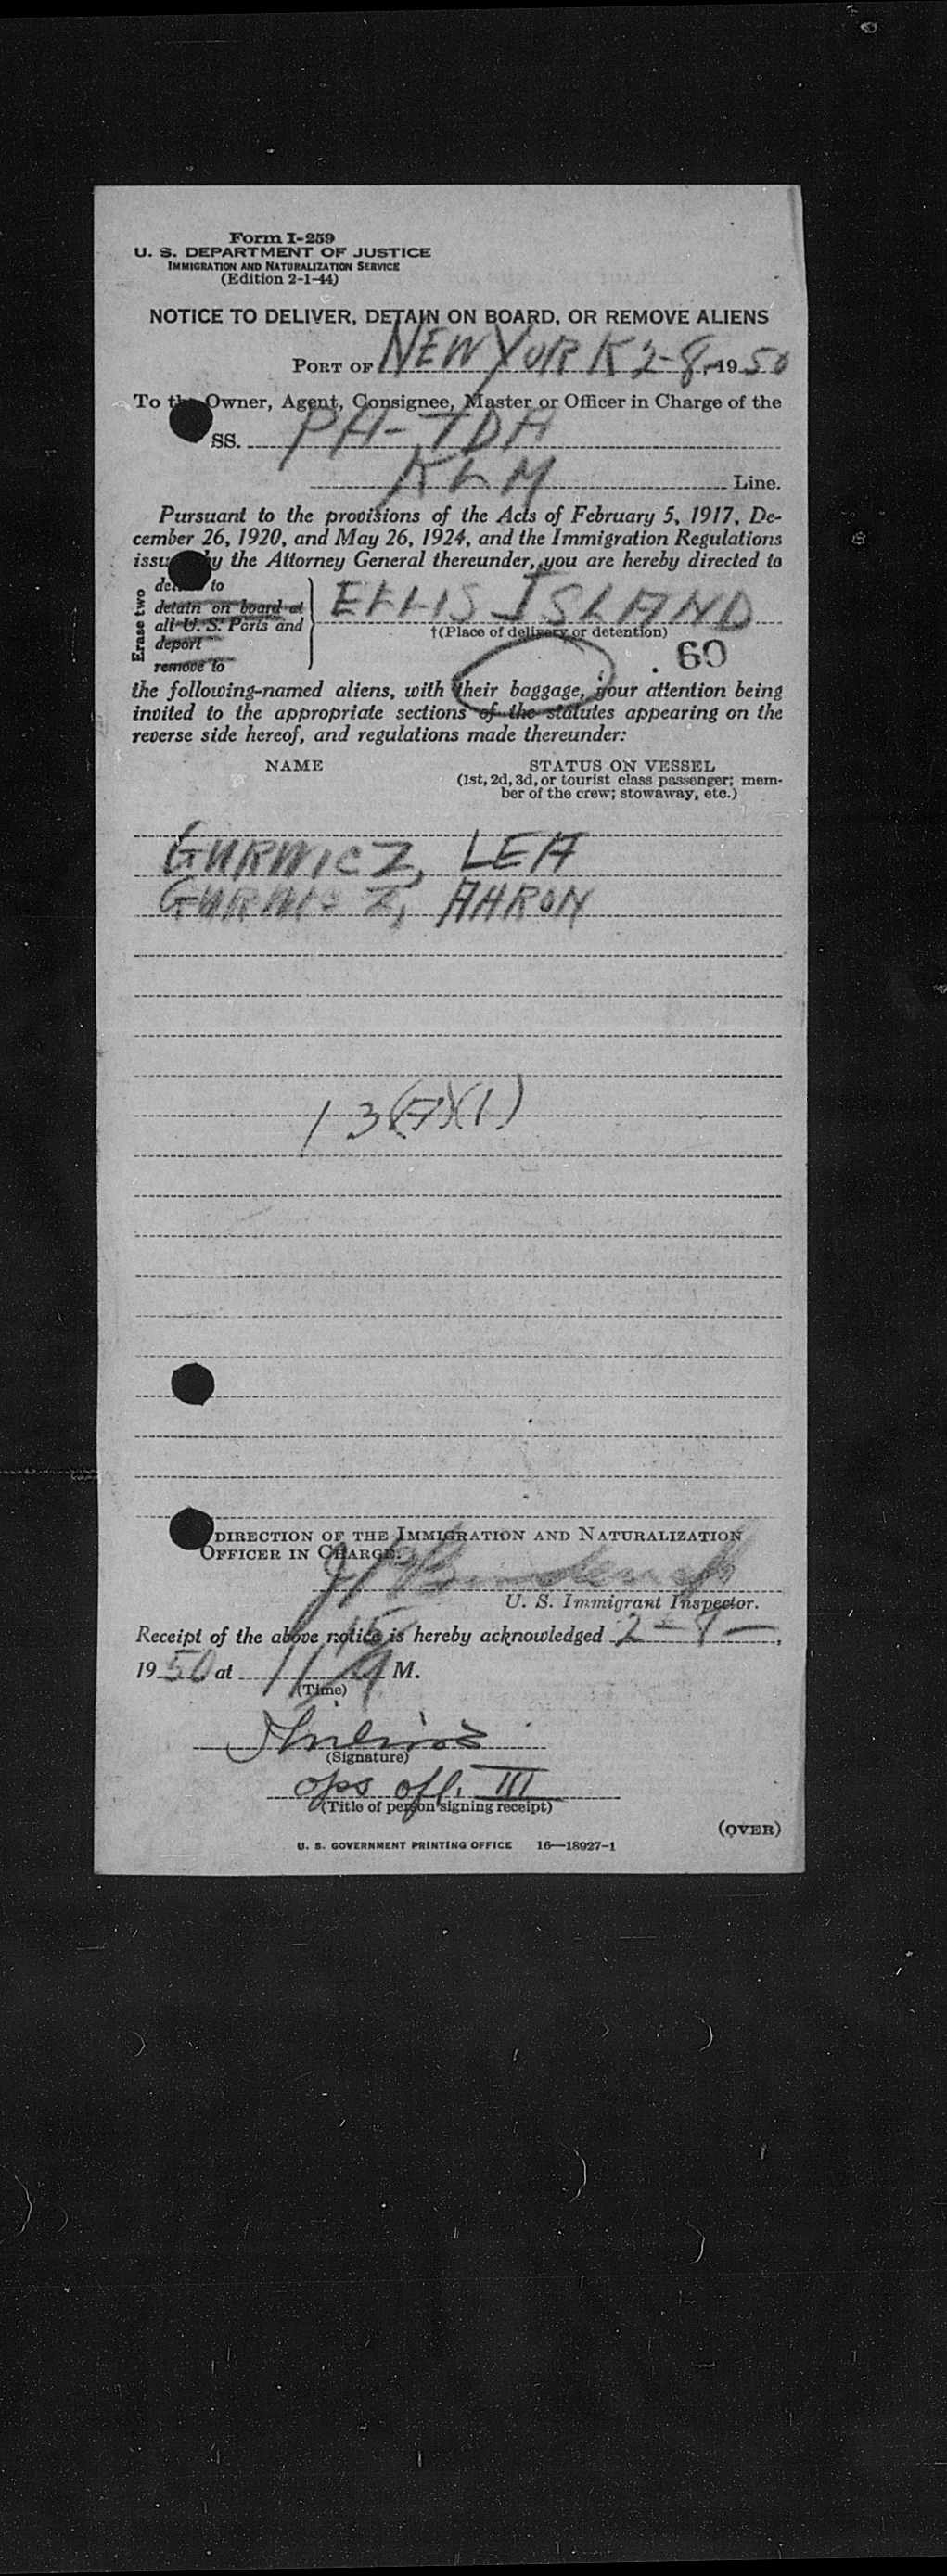 Form I-259
U. S. DEPARTMENT OF JUSTICE
IMMIGRATION AND NATURALIZATION SERVICE
(Edition 2-1-44)
NOTICE TO DELIVER, DETAIN ON BOARD, OR REMOVE ALIENS
PORT OF NEW YORK 2-8-, 1950
To the Owner, Agent, Consignee, Master or Officer in Charge of the
SS. PH-TDA
KLM Line.
Pursuant to the provisions of the Acts of February 5, 1917, De-
cember 26, 1920, and May 26, 1924, and the Immigration Regulations
issued by the Attorney General thereunder, you are hereby directed to
Erase two
to
detain on board at
all U. S. Ports and
deport
remove to
ELLIS ISLAND
†(Place of delivery or detention)
. 60
the following-named aliens, with their baggage, your attention being
invited to the appropriate sections of the statutes appearing on the
reverse side hereof, and regulations made thereunder:
NAME STATUS ON VESSEL
(1st, 2d, 3d, or tourist class passenger; mem-
ber of the crew; stowaway, etc.)
GURWICZ, LEA
GURWICZ, AHRON
13(A)(1)
DIRECTION OF THE IMMIGRATION AND NATURALIZATION
OFFICER IN CHARGE.
U. S. Immigrant Inspector.
Receipt of the above notice is hereby acknowledged 2-9-,
1950 at 11 15 A M.
(Time)
(Signature)
ops off. III
(Title of person signing receipt)
(OVER)
U. S. GOVERNMENT PRINTING OFFICE 16—18927-1